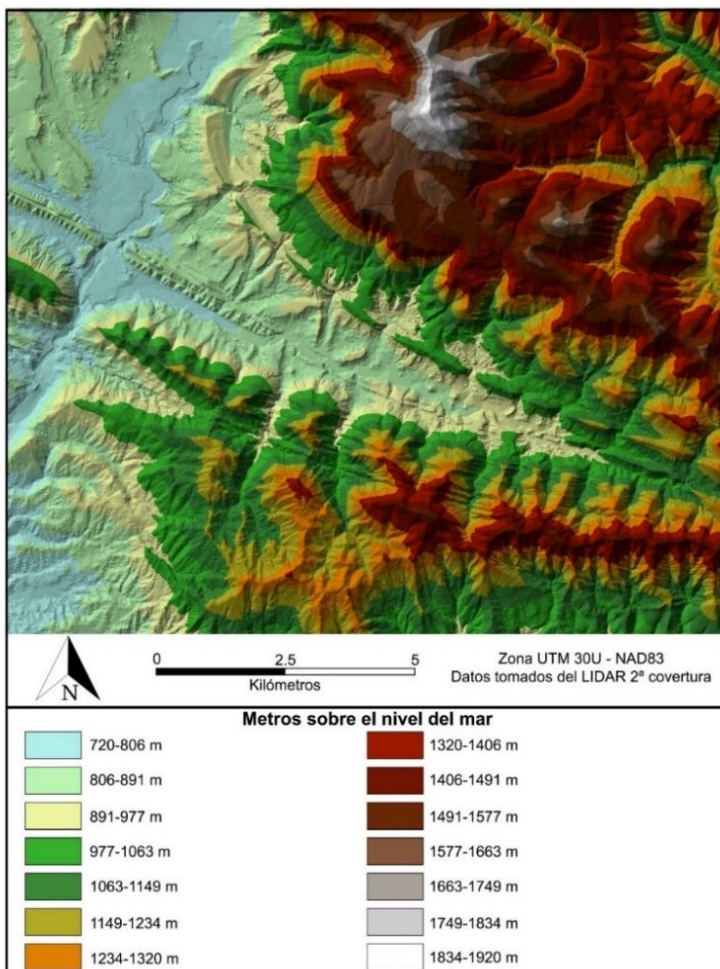 N
0 2.5 5
Kilómetros
Zona UTM 30U - NAD83
Datos tomados del LIDAR 2ª covertura
Metros sobre el nivel del mar
720-806 m
806-891 m
891-977 m
977-1063 m
1063-1149 m
1149-1234 m
1234-1320 m
1320-1406 m
1406-1491 m
1491-1577 m
1577-1663 m
1663-1749 m
1749-1834 m
1834-1920 m